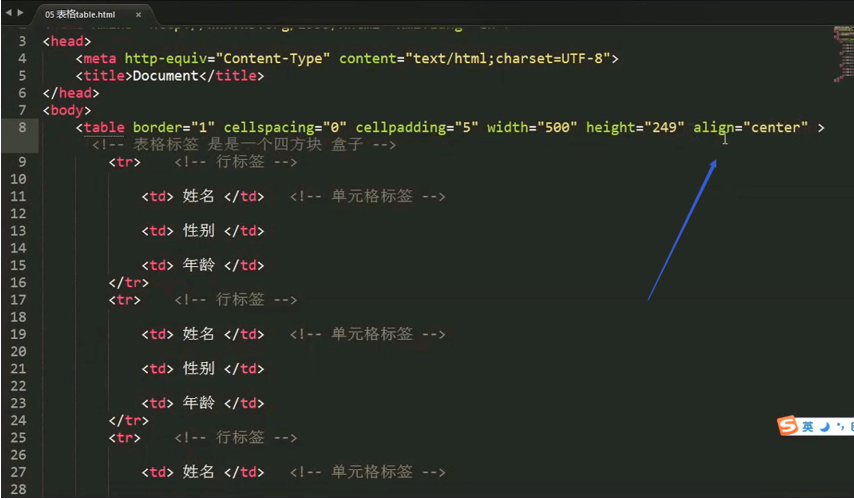 05 表格table.html ×
3 <head>
4 <meta http-equiv="Content-Type" content="text/html;charset=UTF-8">
5 <title>Document</title>
6 </head>
7 <body>
8 <table border="1" cellspacing="0" cellpadding="5" width="500" height="249" align="center" >
<!-- 表格标签 是是一个四方块 盒子 -->
9 <tr> <!-- 行标签 -->
10
11 <td> 姓名 </td> <!-- 单元格标签 -->
12
13 <td> 性别 </td>
14
15 <td> 年龄 </td>
16 </tr>
17 <tr> <!-- 行标签 -->
18
19 <td> 姓名 </td> <!-- 单元格标签 -->
20
21 <td> 性别 </td>
22
23 <td> 年龄 </td>
24 </tr>
25 <tr> <!-- 行标签 -->
26
27 <td> 姓名 </td> <!-- 单元格标签 -->
28
S 英